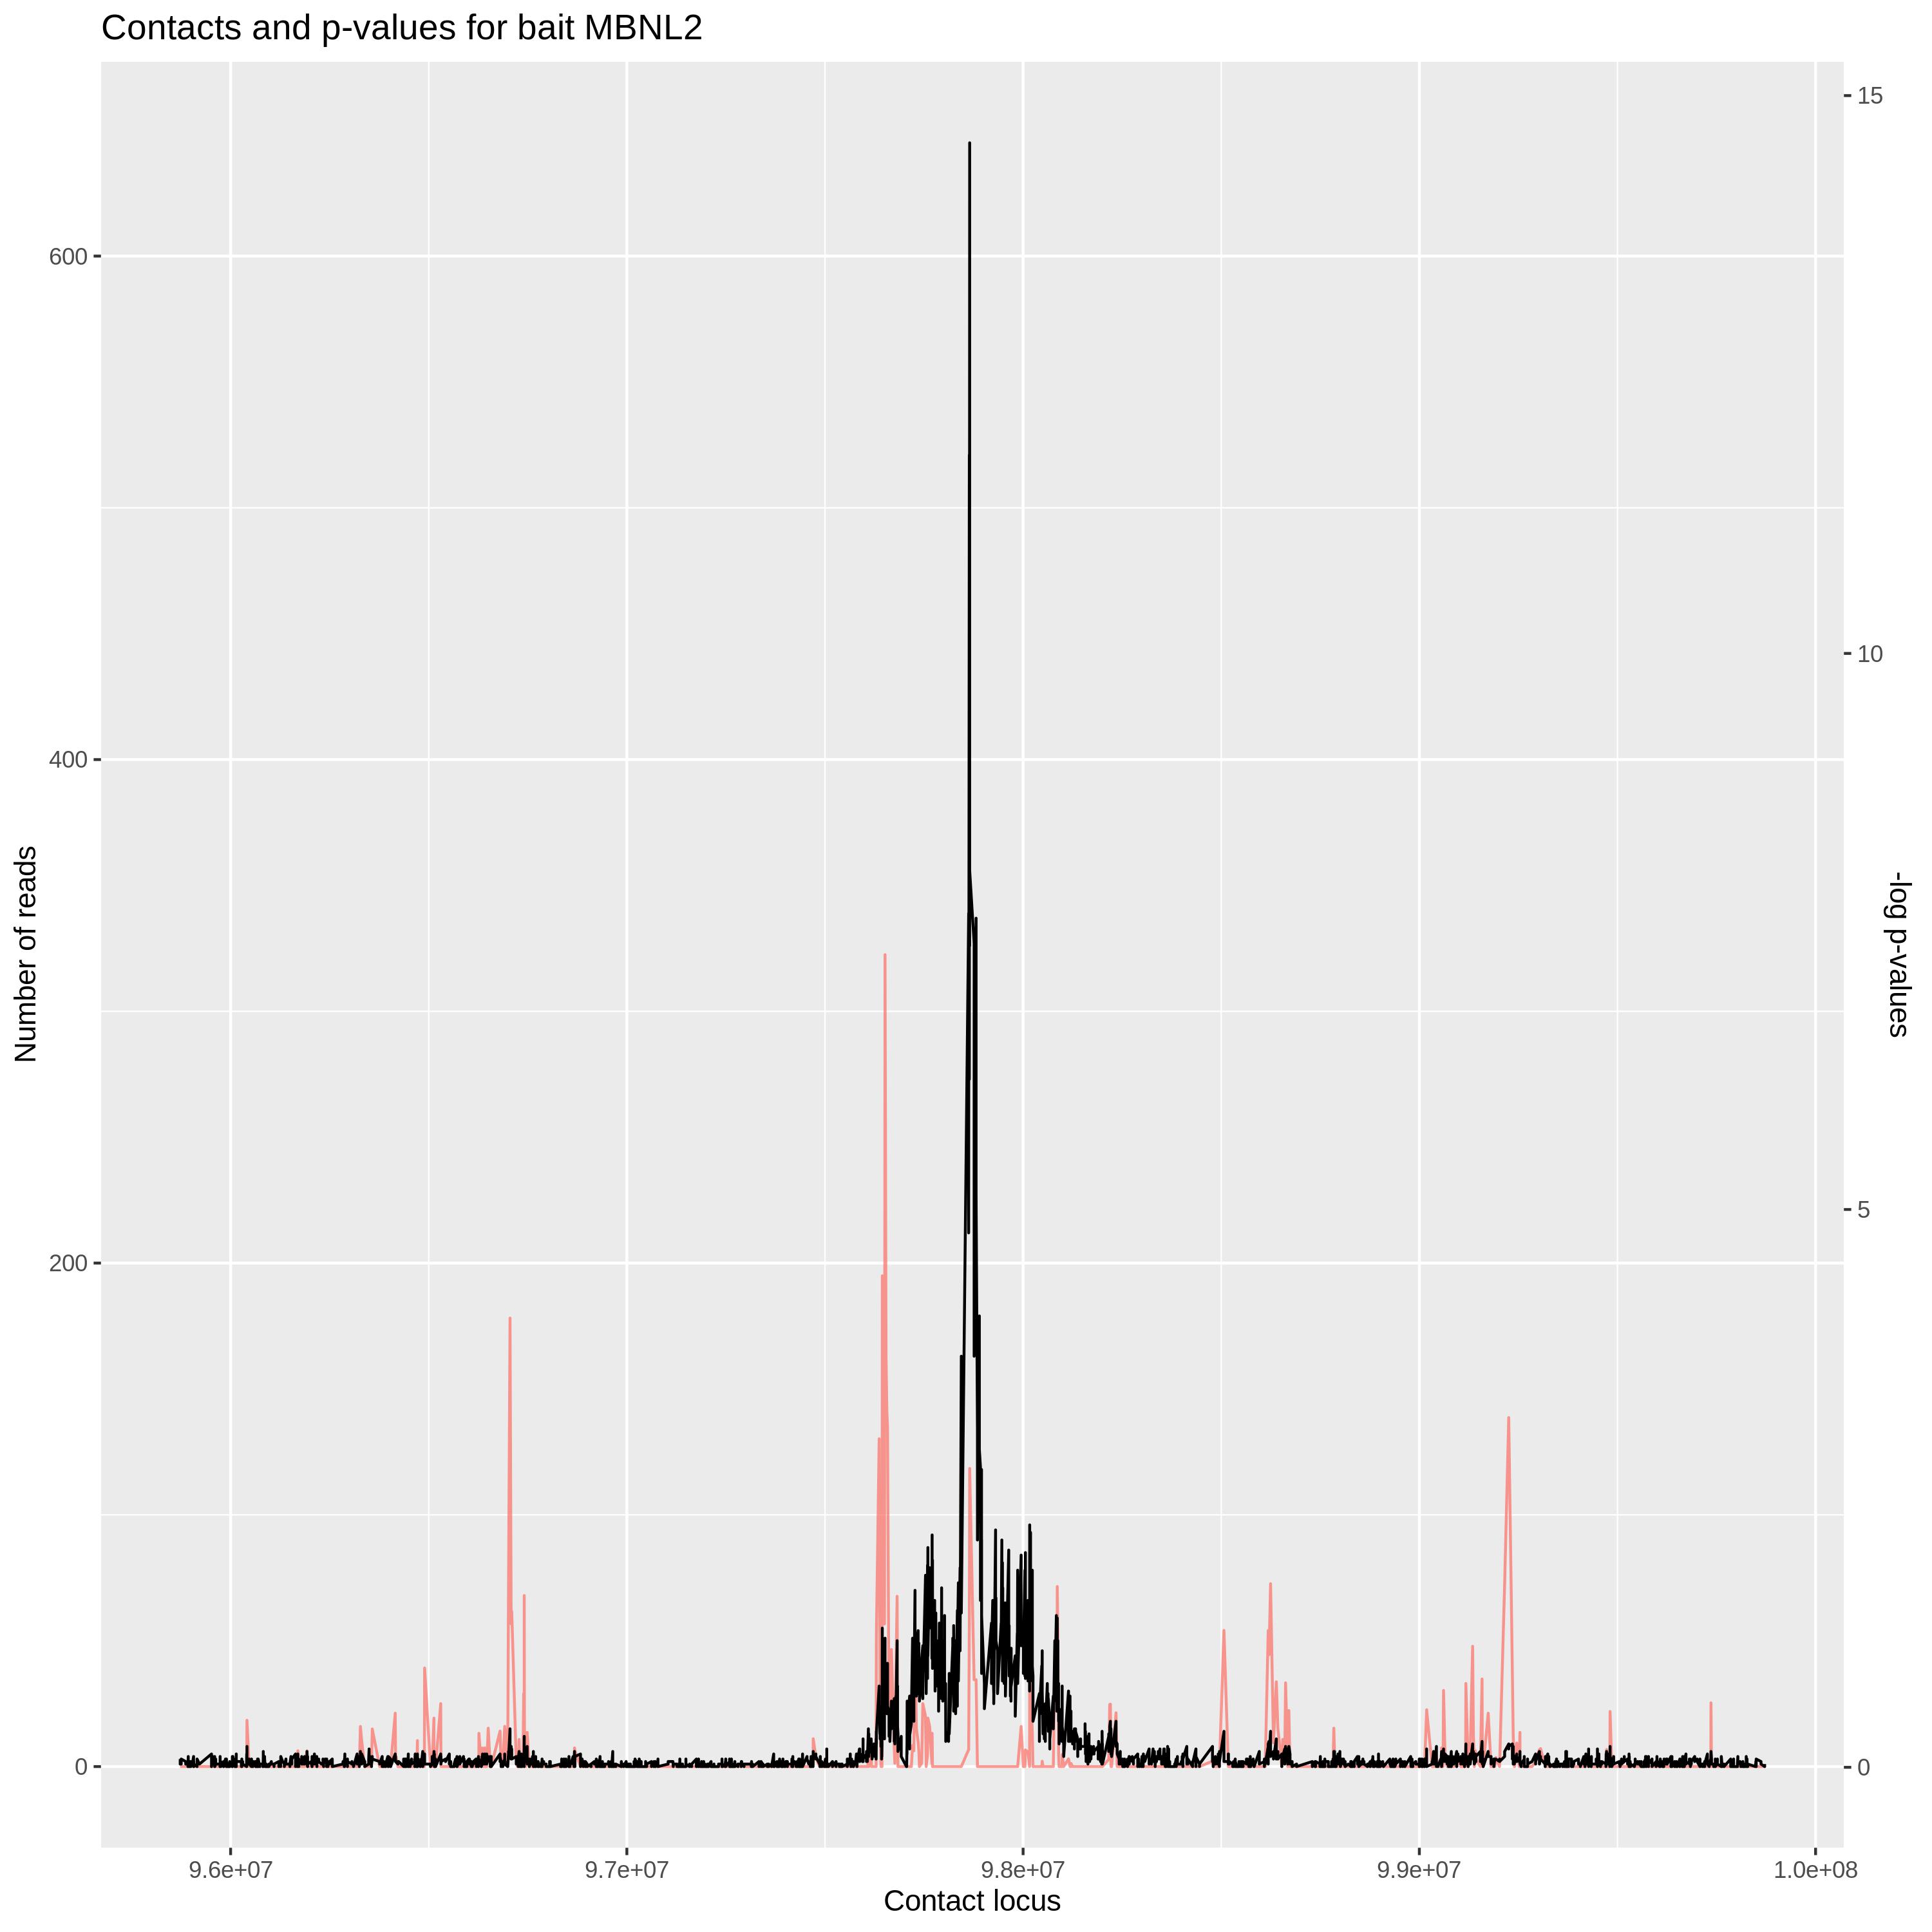 Contacts and p-values for bait MBNL2
Number of reads
600
400
200
0
15
10
5
0
-log p-values
9.6e+07
9.7e+07
9.8e+07
9.9e+07
1.0e+08
Contact locus